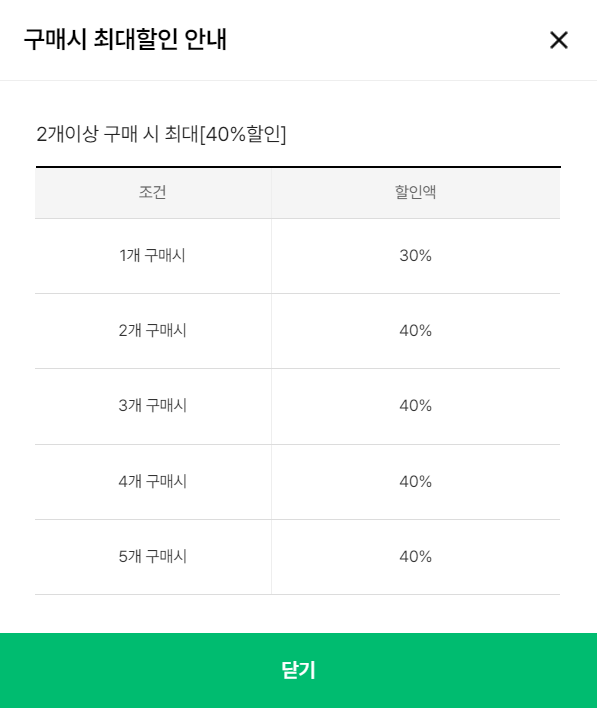 구매시 최대할인 안내
2개이상 구매 시 최대[40%할인]
조건 할인액
1개 구매시 30%
2개 구매시 40%
3개 구매시 40%
4개 구매시 40%
5개 구매시 40%
닫기